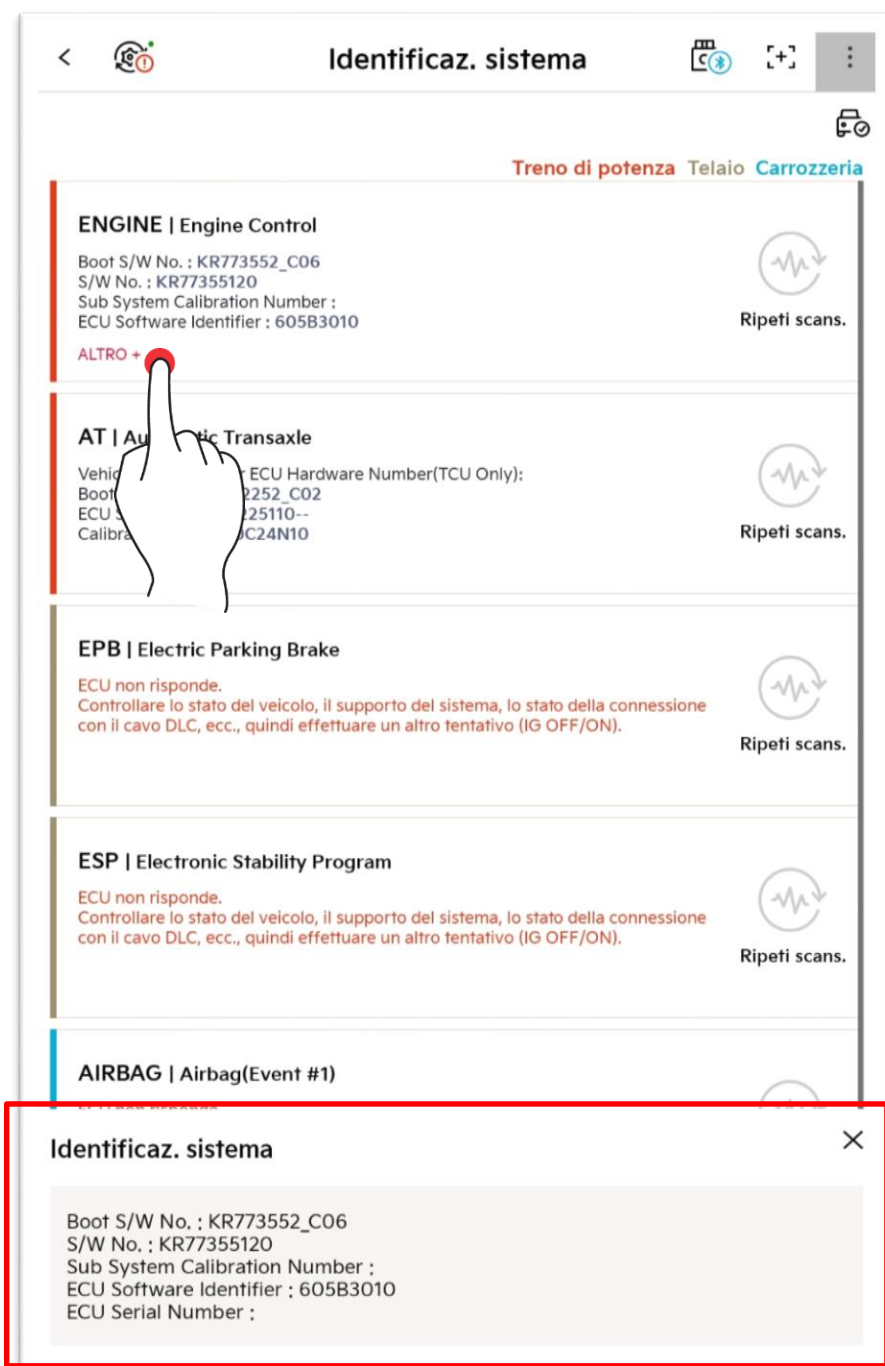 Identificaz. sistema
Treno di potenza Telaio Carrozzeria
ENGINE | Engine Control
Boot S/W No. : KR773552_C06
S/W No. : KR77355120
Sub System Calibration Number :
ECU Software Identifier : 605B3010
Ripeti scans.
ALTRO +
AT | Au tic Transaxle
ECU Hardware Number(TCU Only):
Boot 2252_C02
ECU 225110--
Calibra C24N10
Ripeti scans.
EPB | Electric Parking Brake
ECU non risponde.
Controllare lo stato del veicolo, il supporto del sistema, lo stato della connessione
con il cavo DLC, ecc., quindi effettuare un altro tentativo (IG OFF/ON).
Ripeti scans.
ESP | Electronic Stability Program
ECU non risponde.
Controllare lo stato del veicolo, il supporto del sistema, lo stato della connessione
con il cavo DLC, ecc., quindi effettuare un altro tentativo (IG OFF/ON).
Ripeti scans.
AIRBAG | Airbag(Event #1)
Identificaz. sistema
Boot S/W No. : KR773552_C06
S/W No. : KR77355120
Sub System Calibration Number :
ECU Software Identifier : 605B3010
ECU Serial Number :